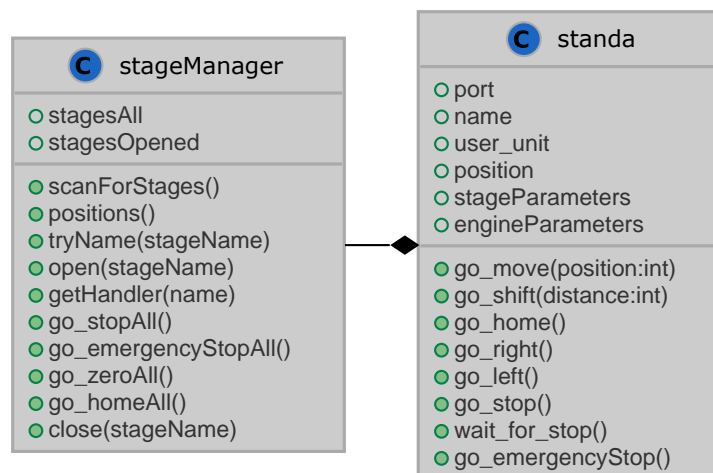 C stageManager
stagesAll
stagesOpened
scanForStages()
positions()
tryName(stageName)
open(stageName)
getHandler(name)
go_stopAll()
go_emergencyStopAll()
go_zeroAll()
go_homeAll()
close(stageName)
C standa
port
name
user_unit
position
stageParameters
engineParameters
go_move(position:int)
go_shift(distance:int)
go_home()
go_right()
go_left()
go_stop()
wait_for_stop()
go_emergencyStop()